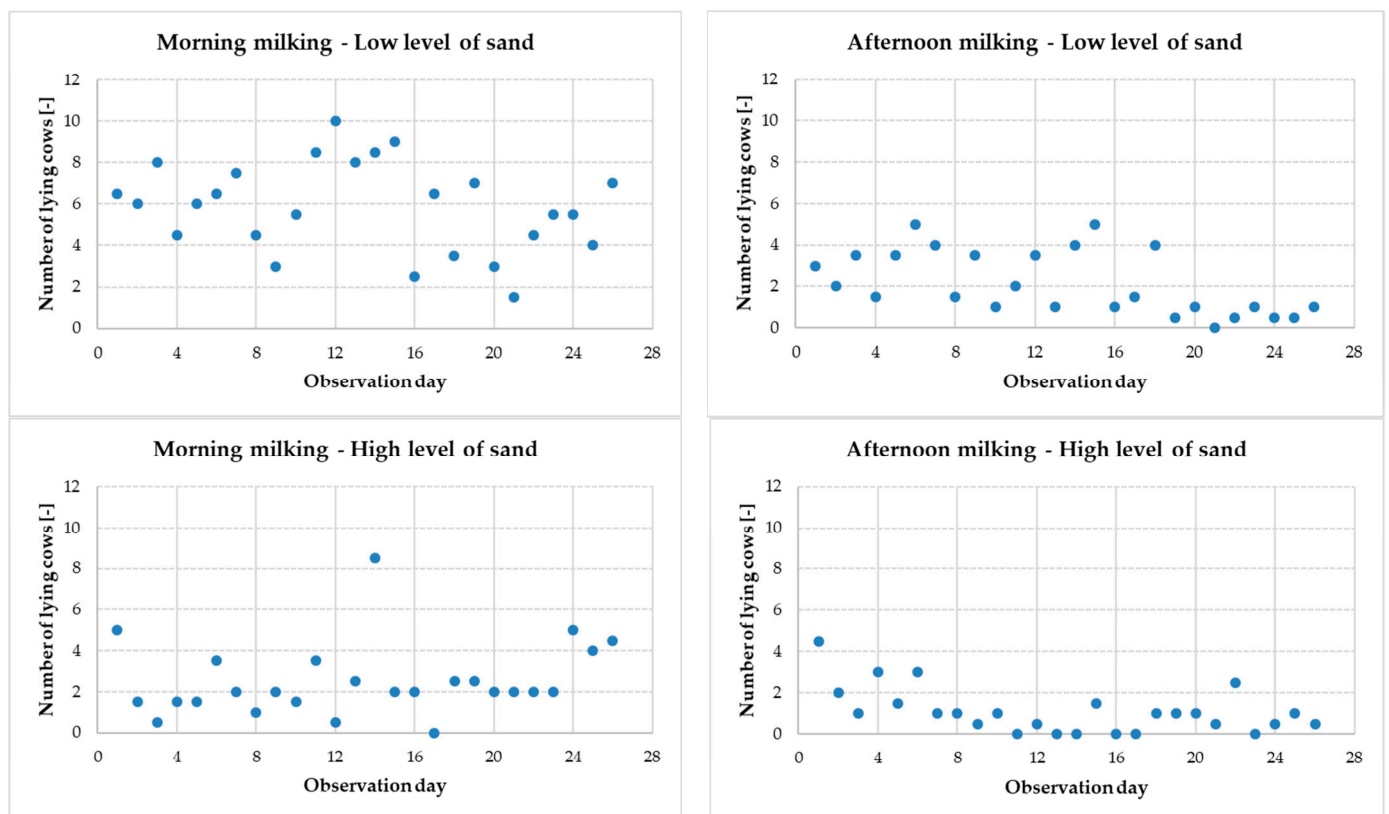 Morning milking - Low level of sand
Number of lying cows [-]
12
10
8
6
4
2
0
0 4 8 12 16 20 24 28
Observation day
Afternoon milking - Low level of sand
Number of lying cows [-]
12
10
8
6
4
2
0
0 4 8 12 16 20 24 28
Observation day
Morning milking - High level of sand
Number of lying cows [-]
12
10
8
6
4
2
0
0 4 8 12 16 20 24 28
Observation day
Afternoon milking - High level of sand
Number of lying cows [-]
12
10
8
6
4
2
0
0 4 8 12 16 20 24 28
Observation day